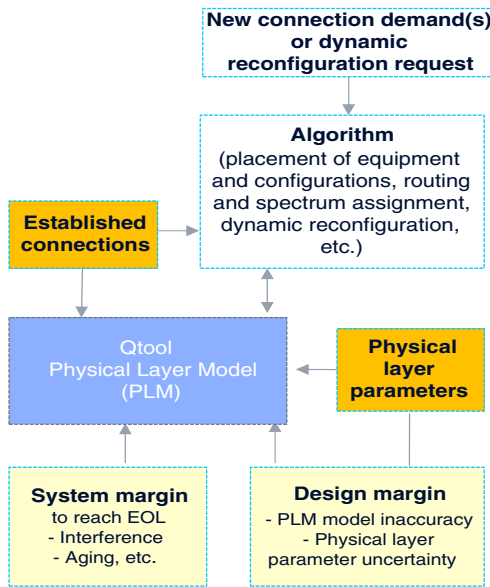 New connection demand(s)
or dynamic
reconfiguration request
Algorithm
(placement of equipment
and configurations, routing
and spectrum assignment,
dynamic reconfiguration,
etc.)
Established
connections
Qtool
Physical Layer Model
(PLM)
Physical
layer
parameters
System margin
to reach EOL
- Interference
- Aging, etc.
Design margin
- PLM model inaccuracy
- Physical layer
parameter uncertainty